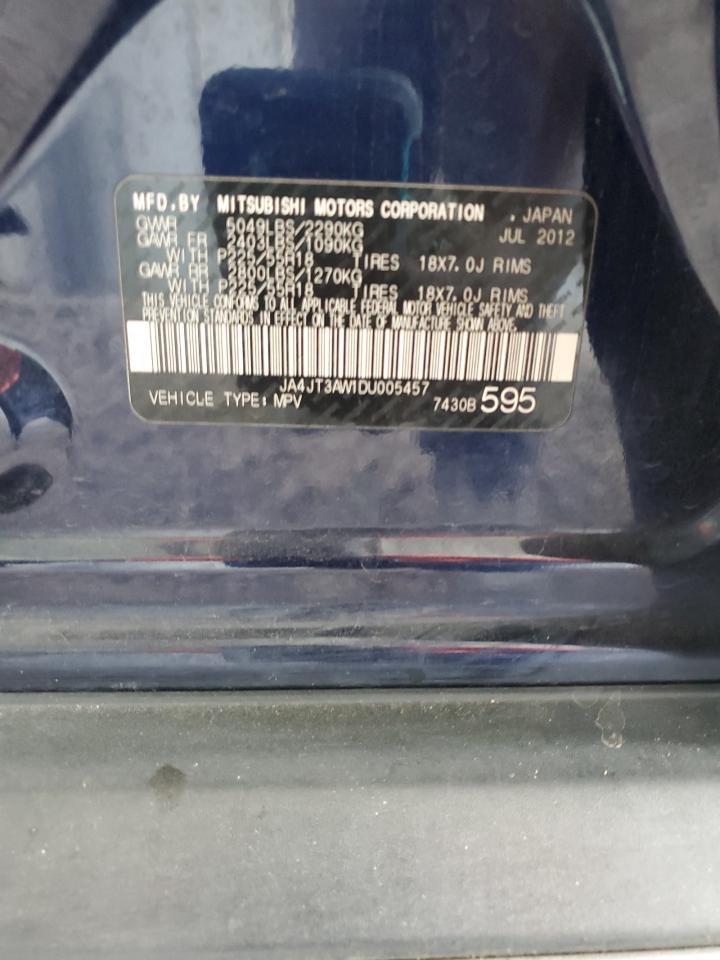 MFD.BY MITSUBISHI MOTORS CORPORATION , JAPAN
GVWR 5049LBS/2290KG JUL 2012
GAWR FR 2403LBS/1090KG
WITH P225/55R18 TIRES 18X7.0J RIMS
GAWR RR 2800LBS/1270KG
WITH P225/55R18 TIRES 18X7.0J RIMS
THIS VEHICLE CONFORMS TO ALL APPLICABLE FEDERAL MOTOR VEHICLE SAFETY AND THEFT
PREVENTION STANDARDS IN EFFECT ON THE DATE OF MANUFACTURE SHOWN ABOVE.
JA4JT3AW1DU005457
VEHICLE TYPE: MPV 7430B 595